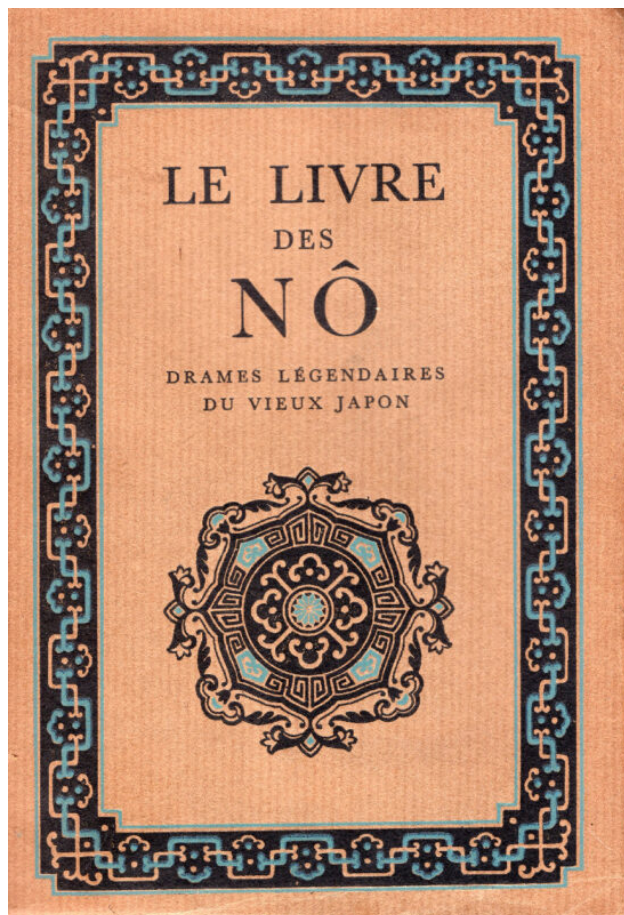 LE LIVRE
DES
NÔ
DRAMES LÉGENDAIRES
DU VIEUX JAPON